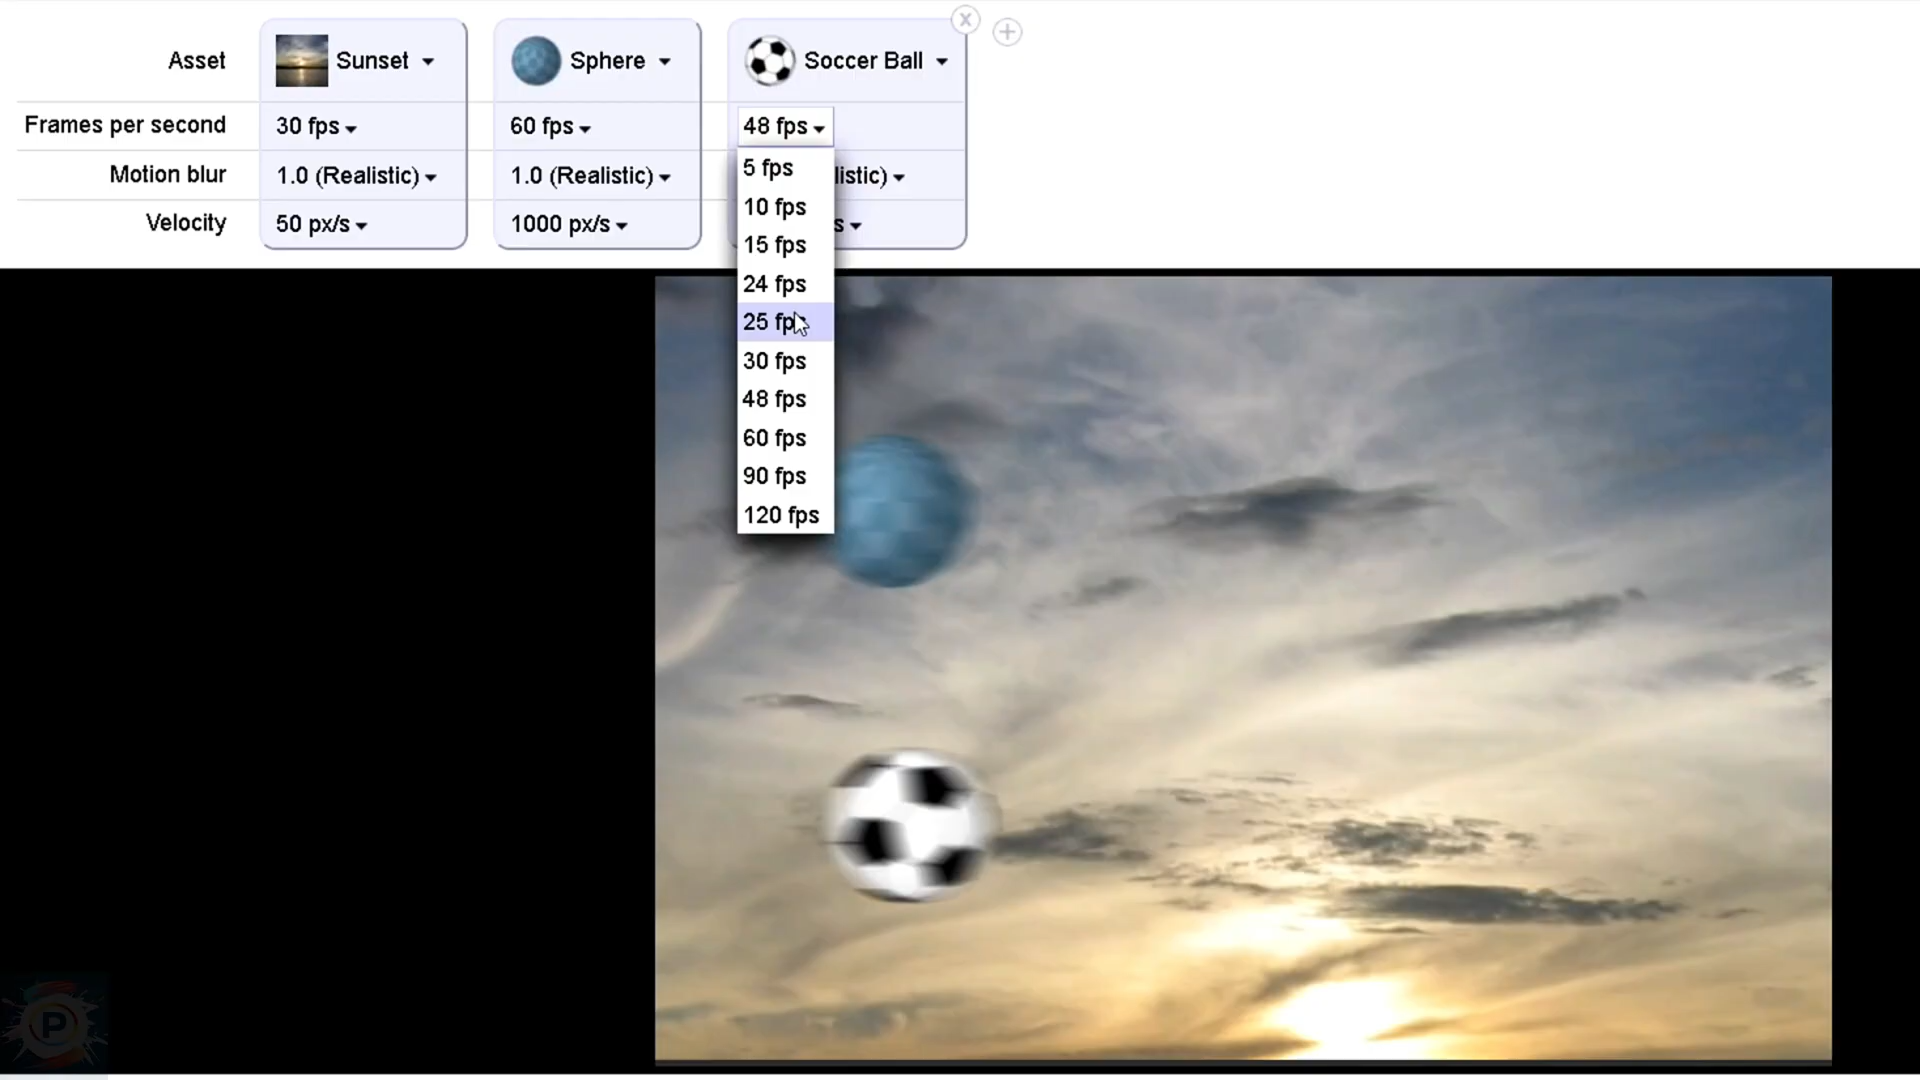 Asset Sunset Sphere Soccer Ball x +
Frames per second 30 fps 60 fps 48 fps
Motion blur 1.0 (Realistic) 1.0 (Realistic) listic)
Velocity 50 px/s 1000 px/s s
5 fps
10 fps
15 fps
24 fps
25 fps
30 fps
48 fps
60 fps
90 fps
120 fps
P